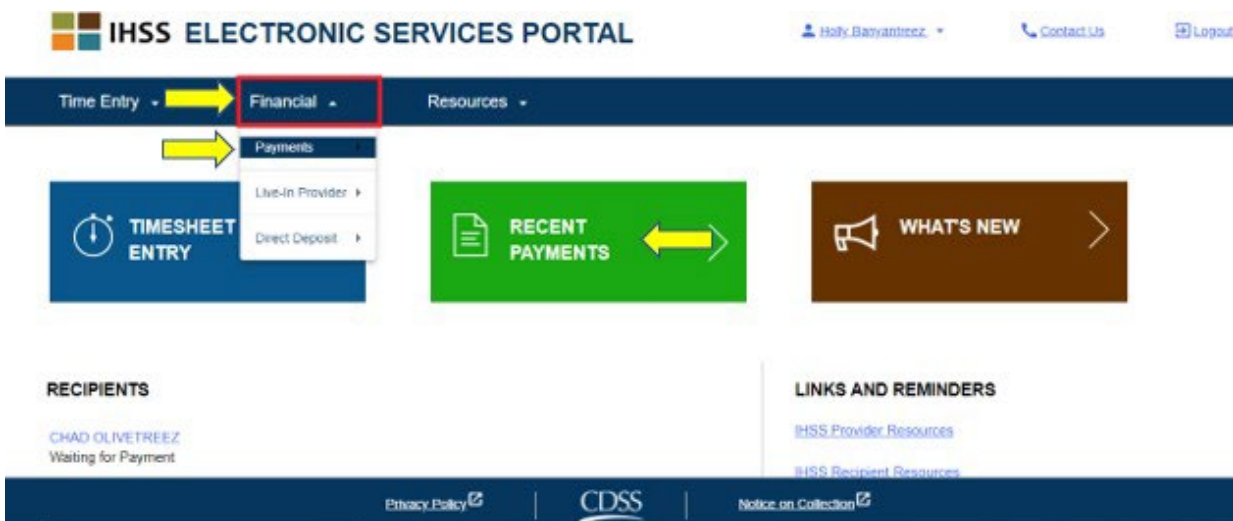 IHSS ELECTRONIC SERVICES PORTAL
Holly Banyantreez
Contact Us
Logout
Time Entry
Financial
Resources
Payments
Live-In Provider
Direct Deposit
TIMESHEET
ENTRY
RECENT
PAYMENTS
WHAT'S NEW
RECIPIENTS
CHAD OLIVETREEZ
Waiting for Payment
LINKS AND REMINDERS
IHSS Provider Resources
IHSS Recipient Resources
Privacy Policy
CDSS
Notice on Collection